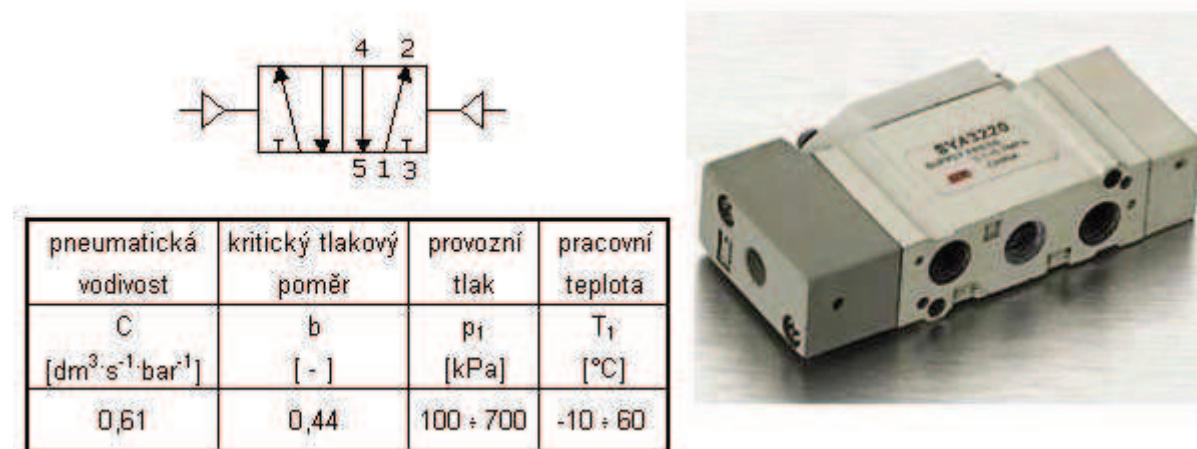 4 2
5 1 3
pneumatická vodivost
kritický tlakový poměr
provozní tlak
pracovní teplota
C [dm³·s⁻¹·bar⁻¹]
b [ - ]
p₁ [kPa]
T₁ [°C]
0,61
0,44
100 ÷ 700
-10 ÷ 60
SYA3220